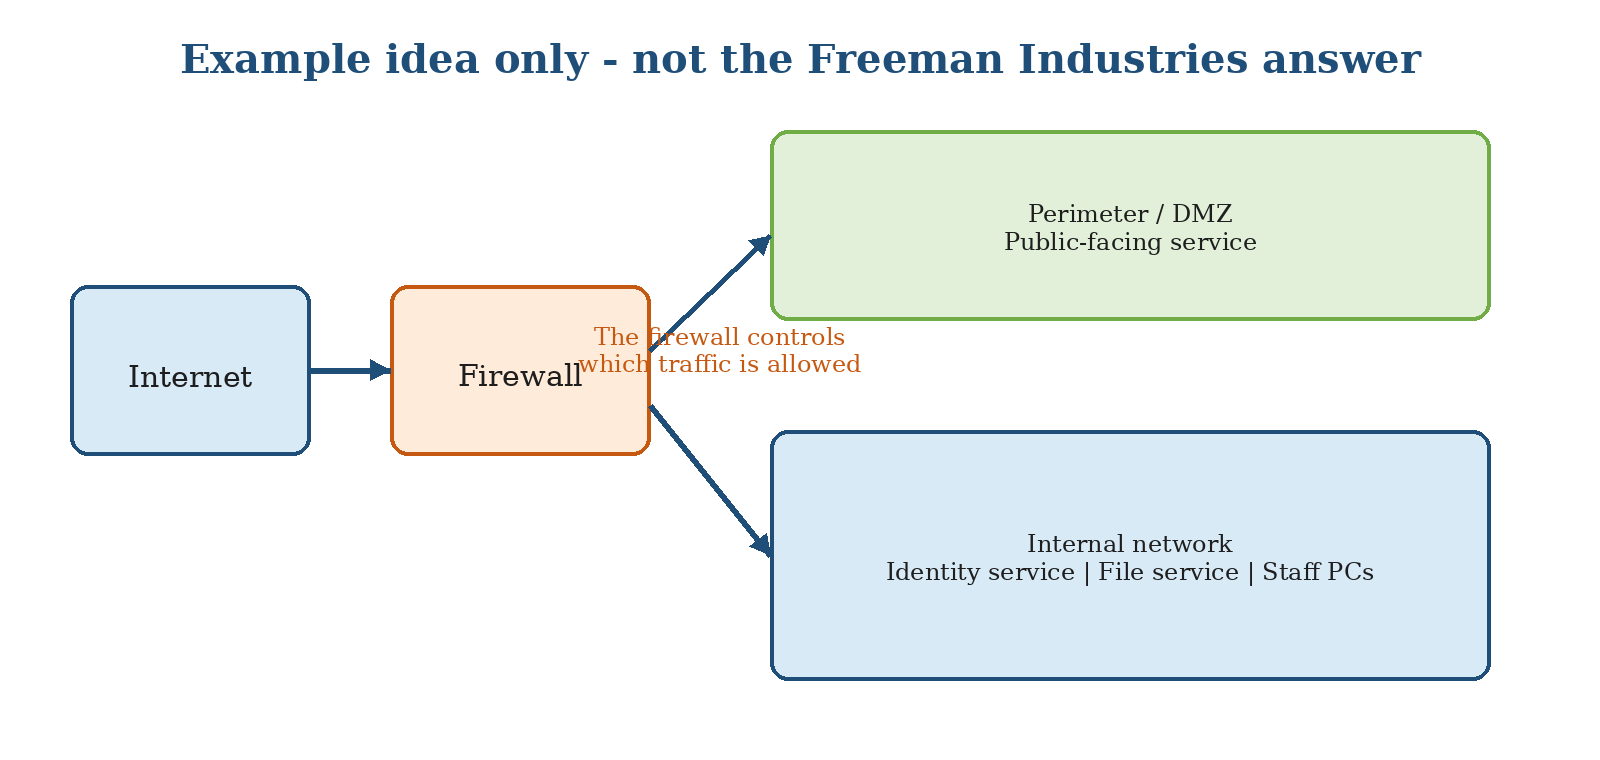 Example idea only - not the Freeman Industries answer
Perimeter / DMZ
Public-facing service
Internet
Firewall
The firewall controls
which traffic is allowed
Internal network
Identity service | File service | Staff PCs